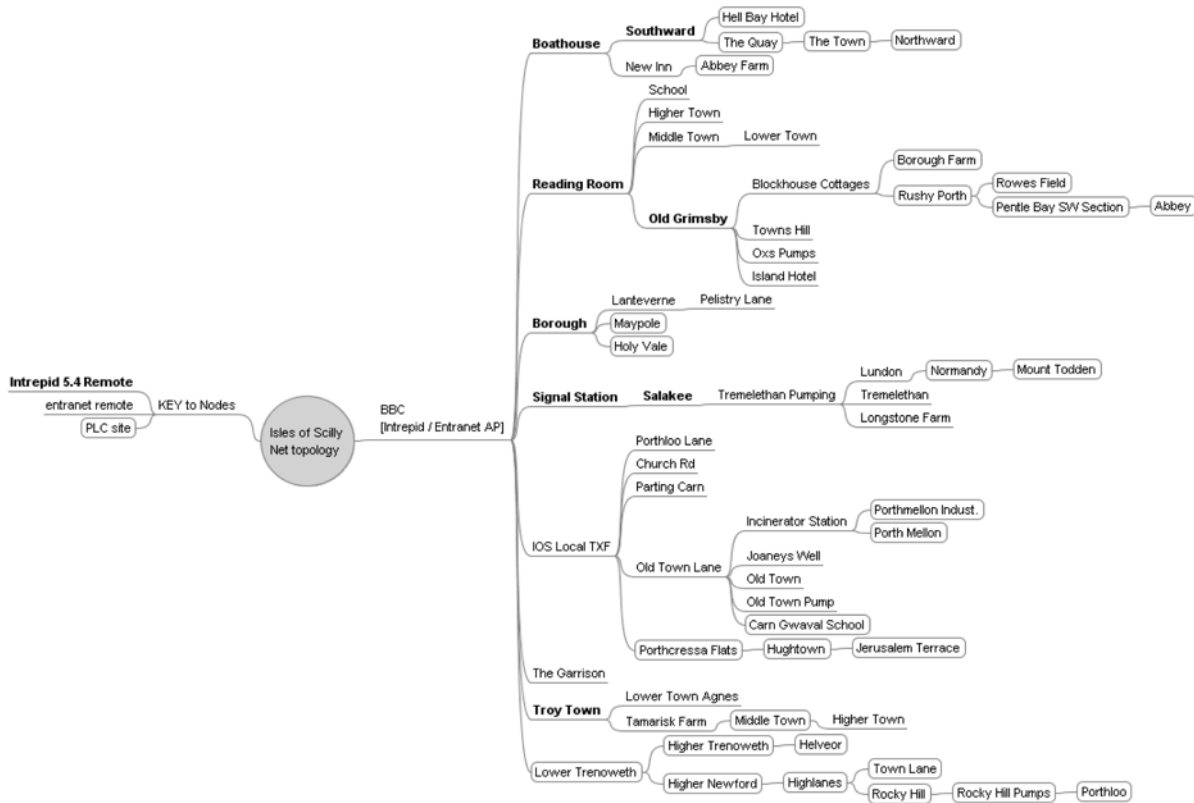 Hell Bay Hotel
Southward
The Quay
The Town
Northward
Boathouse
New Inn
Abbey Farm
School
Higher Town
Middle Town
Lower Town
Reading Room
Borough Farm
Blockhouse Cottages
Rowes Field
Rushy Porth
Pentle Bay SW Section
Abbey
Old Grimsby
Towns Hill
Oxs Pumps
Island Hotel
Lanteverne
Pelistry Lane
Borough
Maypole
Holy Vale
Intrepid 5.4 Remote
entranet remote
KEY to Nodes
PLC site
Isles of Scilly
Net topology
BBC
[Intrepid / Entranet AP]
Signal Station
Salakee
Tremelethan Pumping
Lundon
Normandy
Mount Todden
Tremelethan
Longstone Farm
Porthloo Lane
Church Rd
Parting Carn
IOS Local TXF
Porthmellon Indust.
Incinerator Station
Porth Mellon
Old Town Lane
Joaneys Well
Old Town
Old Town Pump
Carn Gwaval School
Porthcressa Flats
Hughtown
Jerusalem Terrace
The Garrison
Lower Town Agnes
Troy Town
Tamarisk Farm
Middle Town
Higher Town
Higher Trenoweth
Helveor
Lower Trenoweth
Town Lane
Higher Newford
Highlanes
Rocky Hill
Rocky Hill Pumps
Porthloo